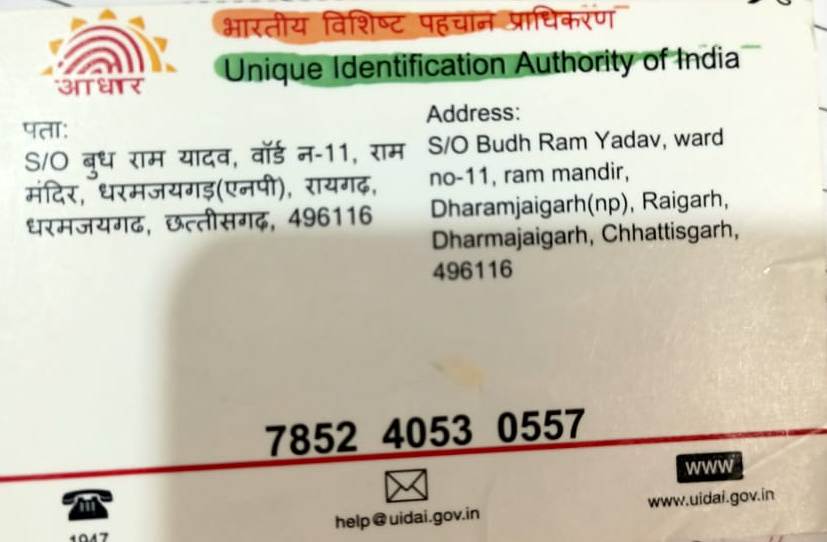 भारतीय विशिष्ट पहचान प्राधिकरण
Unique Identification Authority of India
आधार
पता:
S/O बुध राम यादव, वॉर्ड न-11, राम
मंदिर, धरमजयगड़(एनपी), रायगढ़,
धरमजयगढ, छत्तीसगढ़, 496116
Address:
S/O Budh Ram Yadav, ward
no-11, ram mandir,
Dharamjaigarh(np), Raigarh,
Dharmajaigarh, Chhattisgarh,
496116
7852 4053 0557
1947
help@uidai.gov.in
www
www.uidai.gov.in